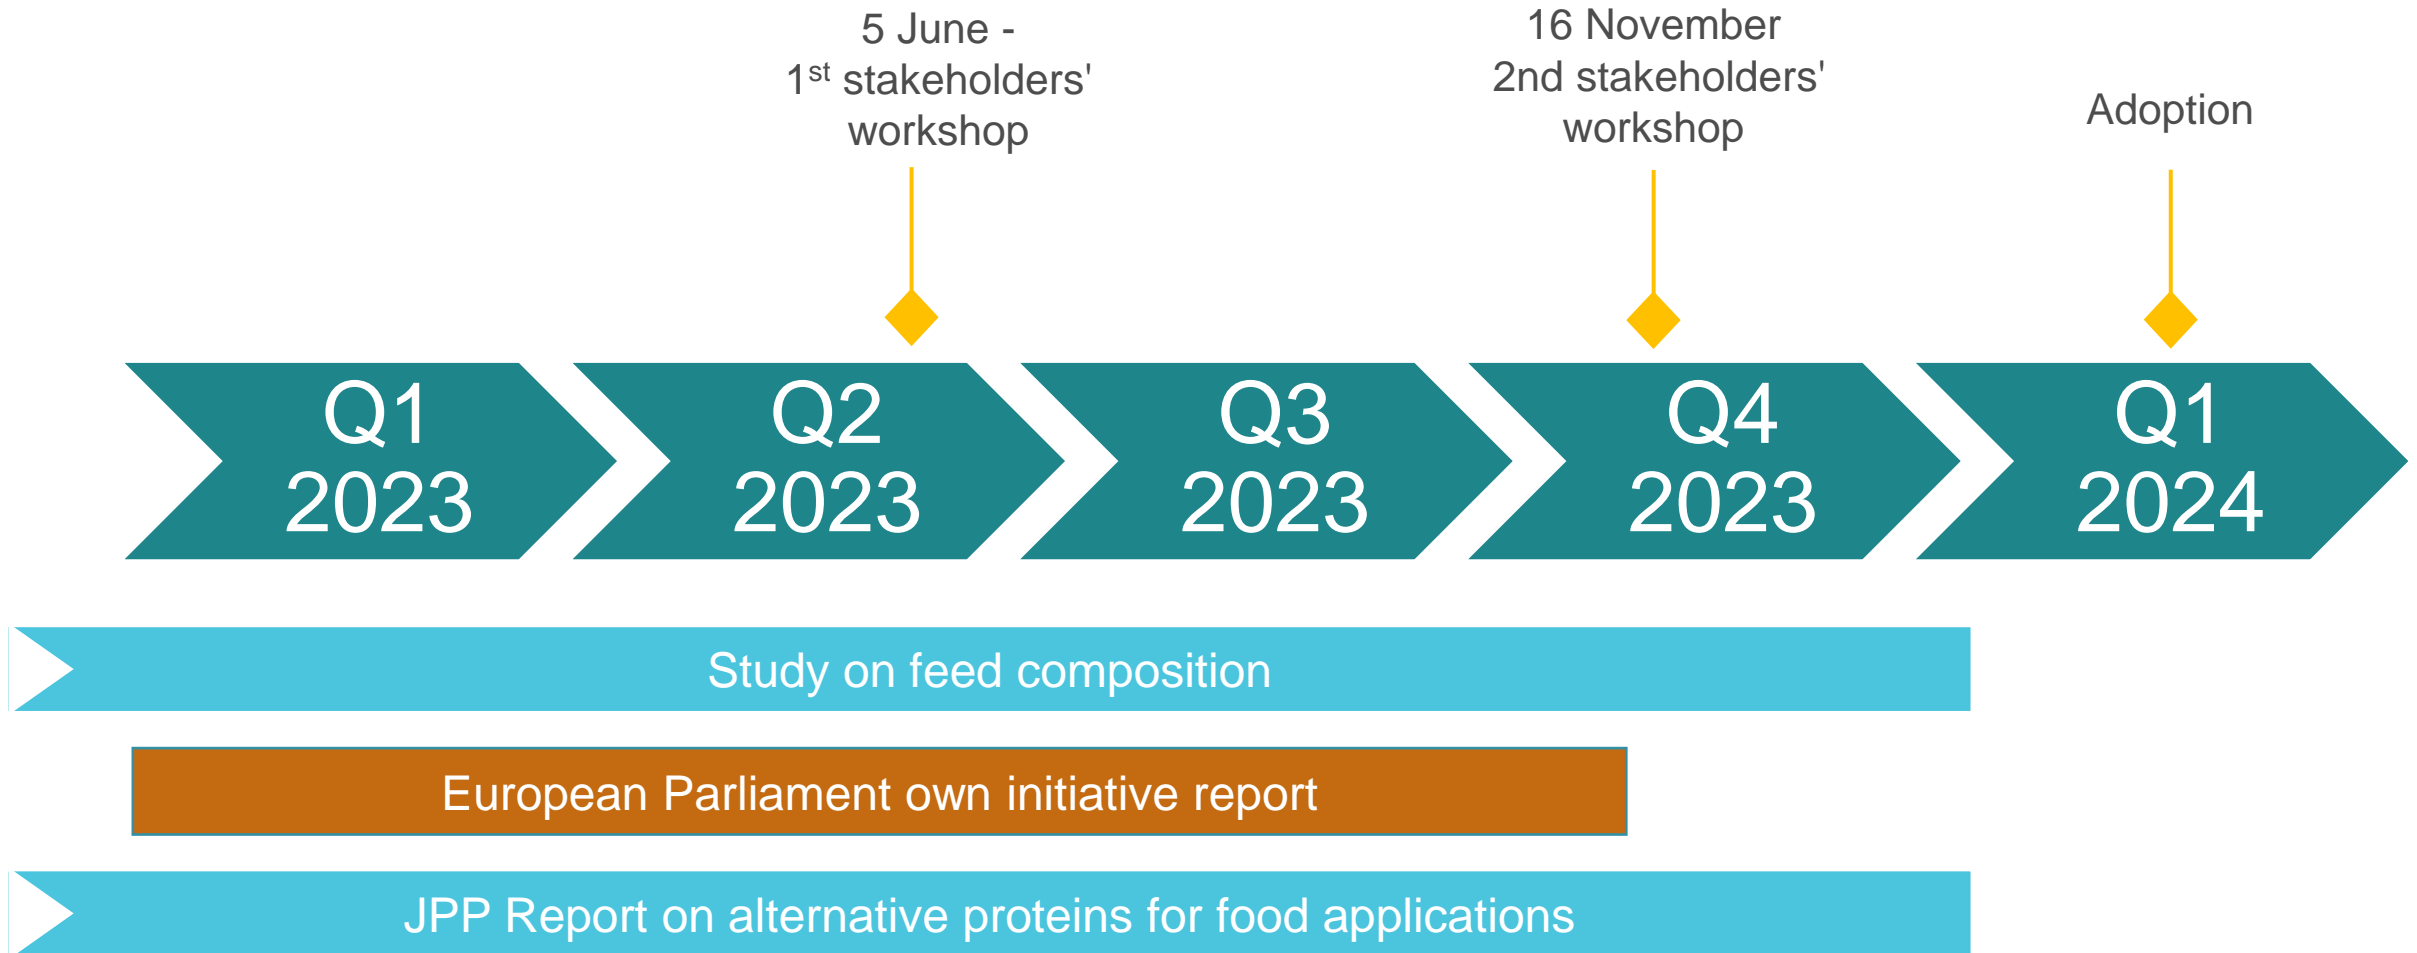 5 June -
1st stakeholders'
workshop
16 November
2nd stakeholders'
workshop
Adoption
Q1
2023
Q2
2023
Q3
2023
Q4
2023
Q1
2024
Study on feed composition
European Parliament own initiative report
JPP Report on alternative proteins for food applications